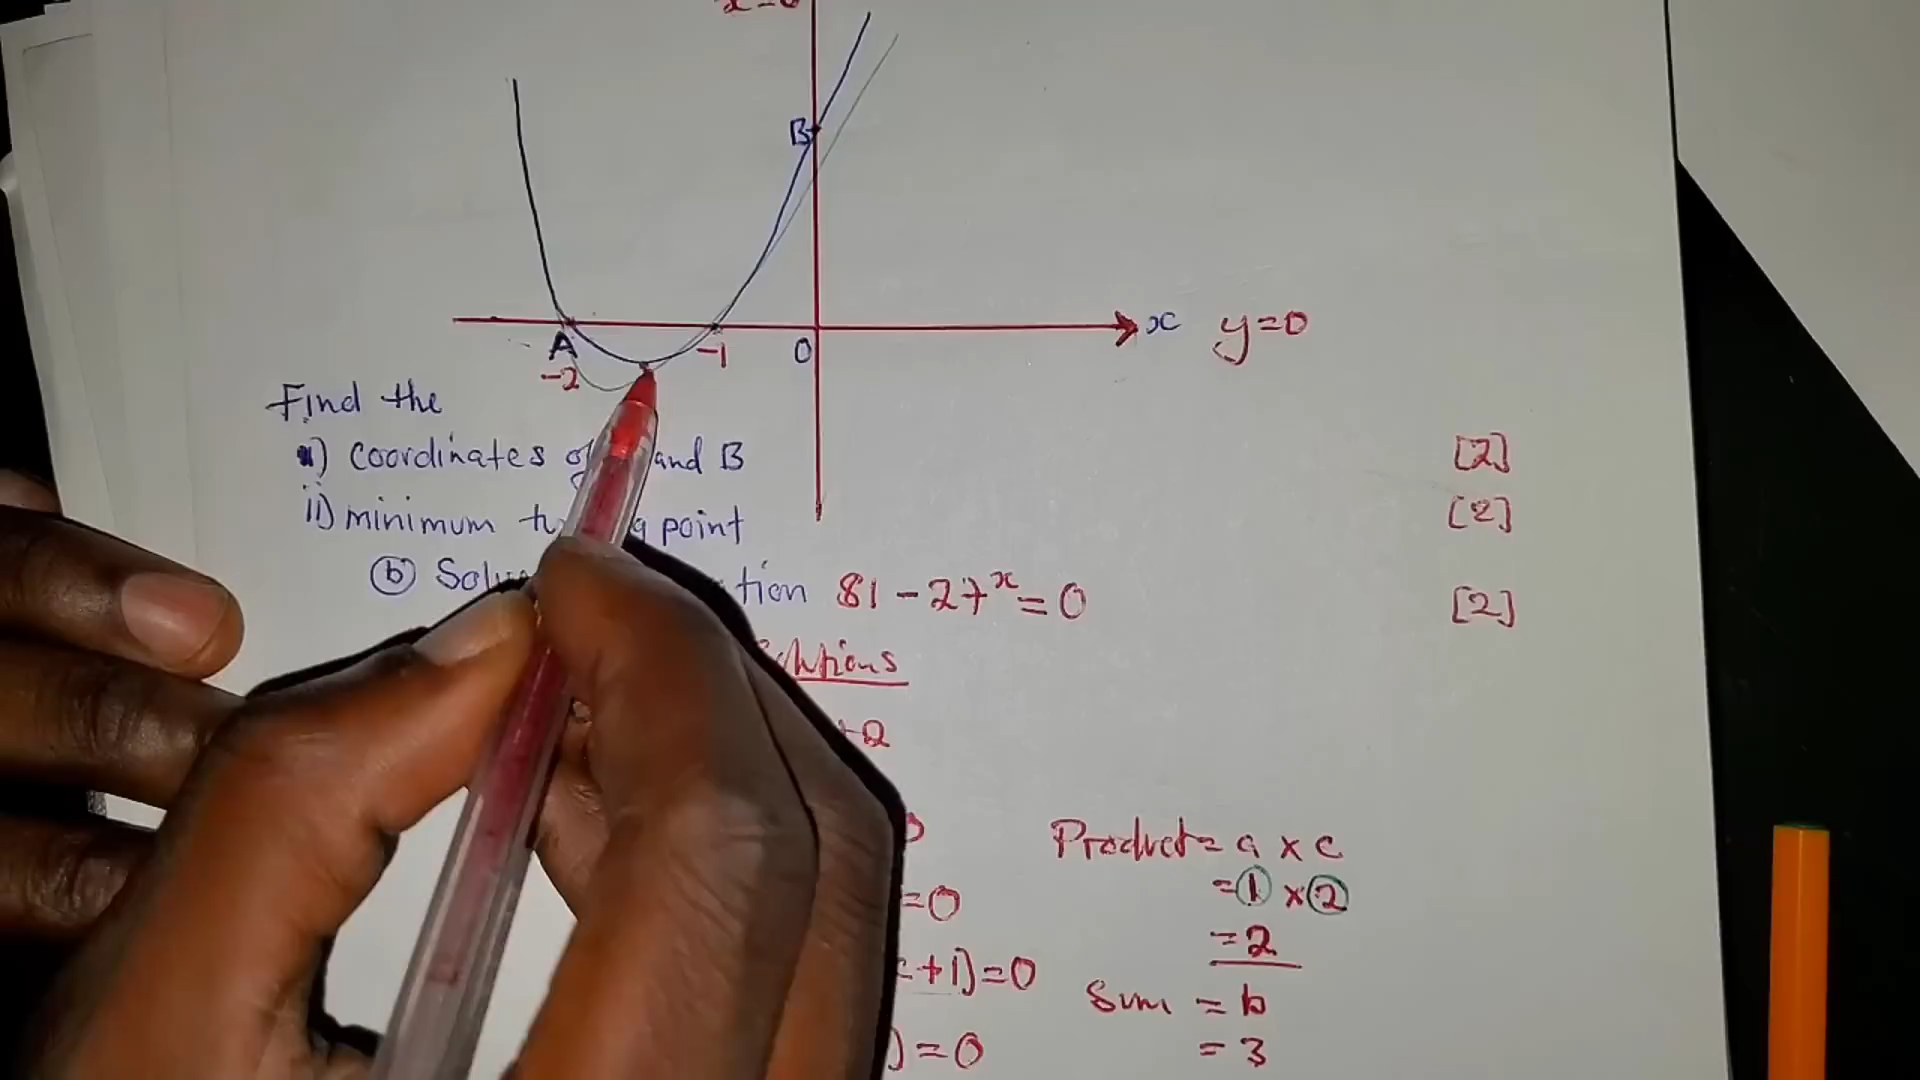 B
x y=0
A -1 0
-2
Find the
i) coordinates of and B [2]
ii) minimum point [2]
(b) 81 - 27^x = 0 [2]
+2
Product = a x c
=0 = 1 x 2
= 2
+1)=0 Sum = b
)=0 = 3